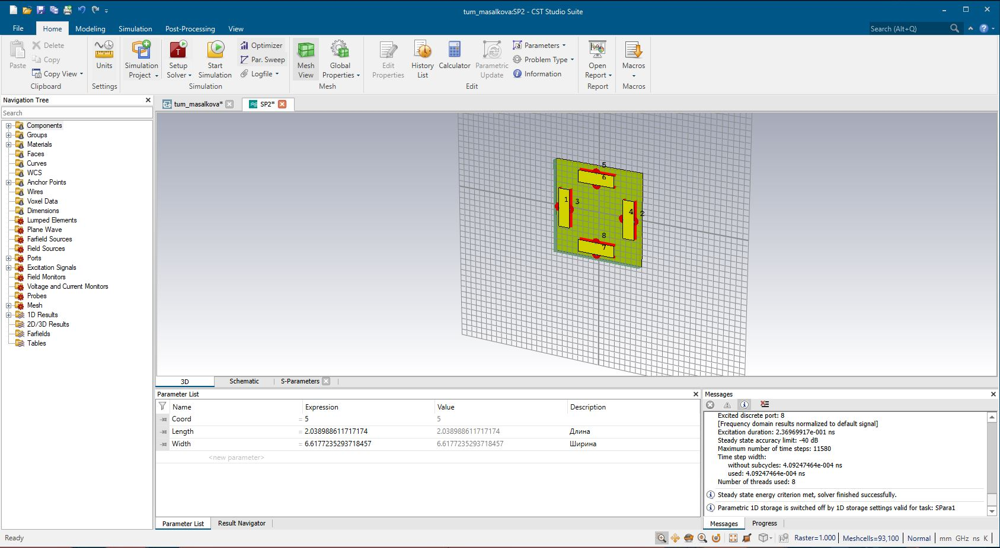 tum_masalkova:SP2 - CST Studio Suite
File Home Modeling Simulation Post-Processing View
Search (Alt+Q)
Paste
Delete
Copy
Copy View
Clipboard
Units
Settings
Simulation Project
Setup Solver
Start Simulation
Optimizer
Par. Sweep
Logfile
Simulation
Mesh View
Global Properties
Mesh
Edit Properties
History List
Calculator
Parametric Update
Parameters
Problem Type
Information
Edit
Open Report
Report
Macros
Macros
Navigation Tree
Search
Components
Groups
Materials
Faces
Curves
WCS
Anchor Points
Wires
Voxel Data
Dimensions
Lumped Elements
Plane Wave
Farfield Sources
Field Sources
Ports
Excitation Signals
Field Monitors
Voltage and Current Monitors
Probes
Mesh
1D Results
2D/3D Results
Farfields
Tables
tum_masalkova* SP2*
5
6
1 3
4 2
8
7
3D Schematic S-Parameters
Parameter List
Name Expression Value Description
Coord = 5 5
Length = 2.038988611717174 2.038988611717174 Длина
Width = 6.6177235293718457 6.6177235293718457 Ширина
<new parameter>
Parameter List Result Navigator
Messages
Excited discrete port: 8
[Frequency domain results normalized to default signal]
Excitation duration: 2.36969917e-001 ns
Steady state accuracy limit: -40 dB
Maximum number of time steps: 11580
Time step width:
without subcycles: 4.09247464e-004 ns
used: 4.09247464e-004 ns
Number of threads used: 8
Steady state energy criterion met, solver finished successfully.
Parametric 1D storage is switched off by 1D storage settings valid for task: SPara1
Messages Progress
Ready
Raster=1.000 Meshcells=93,100 Normal mm GHz ns K